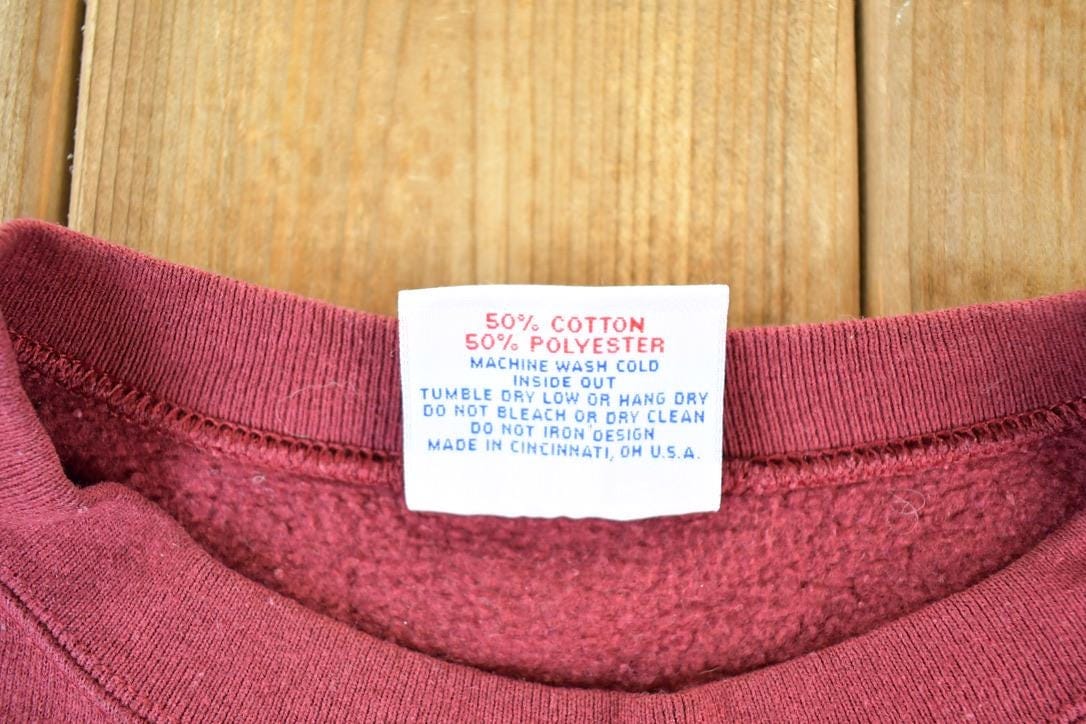 50% COTTON
50% POLYESTER
MACHINE WASH COLD
INSIDE OUT
TUMBLE DRY LOW OR HANG DRY
DO NOT BLEACH OR DRY CLEAN
DO NOT IRON DESIGN
MADE IN CINCINNATI, OH U.S.A.